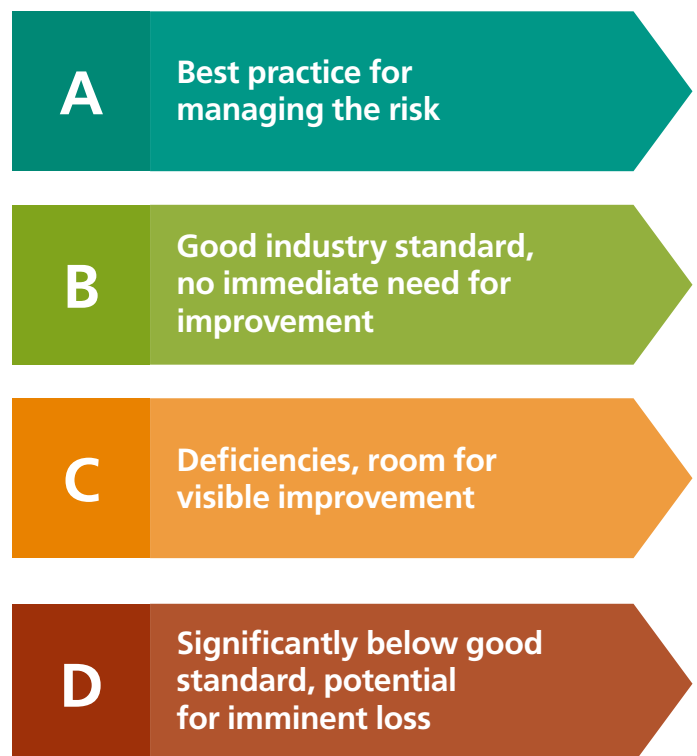 A
Best practice for
managing the risk
B
Good industry standard,
no immediate need for
improvement
C
Deficiencies, room for
visible improvement
D
Significantly below good
standard, potential
for imminent loss